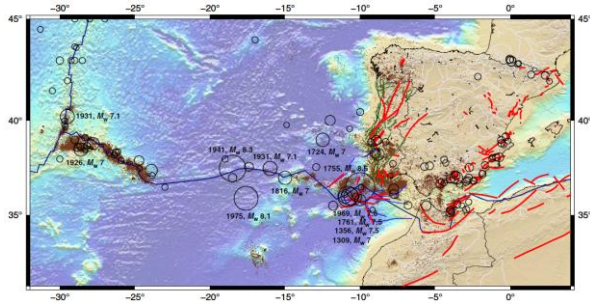 −30° −25° −20° −15° −10° −5° 0°
45° 45°
1931, Mw 7.1
40° 40°
1941, Mw 8.3
1931, Mw 7.1
1724, Mw 7
1926, Mw 7
1755, Mw 8.5
1816, Mw 7
1975, Mw 8.1
35° 35°
1761, Mw 7.5
1356, Mw 7.5
1309, Mw 7
−30° −25° −20° −15° −10° −5° 0°